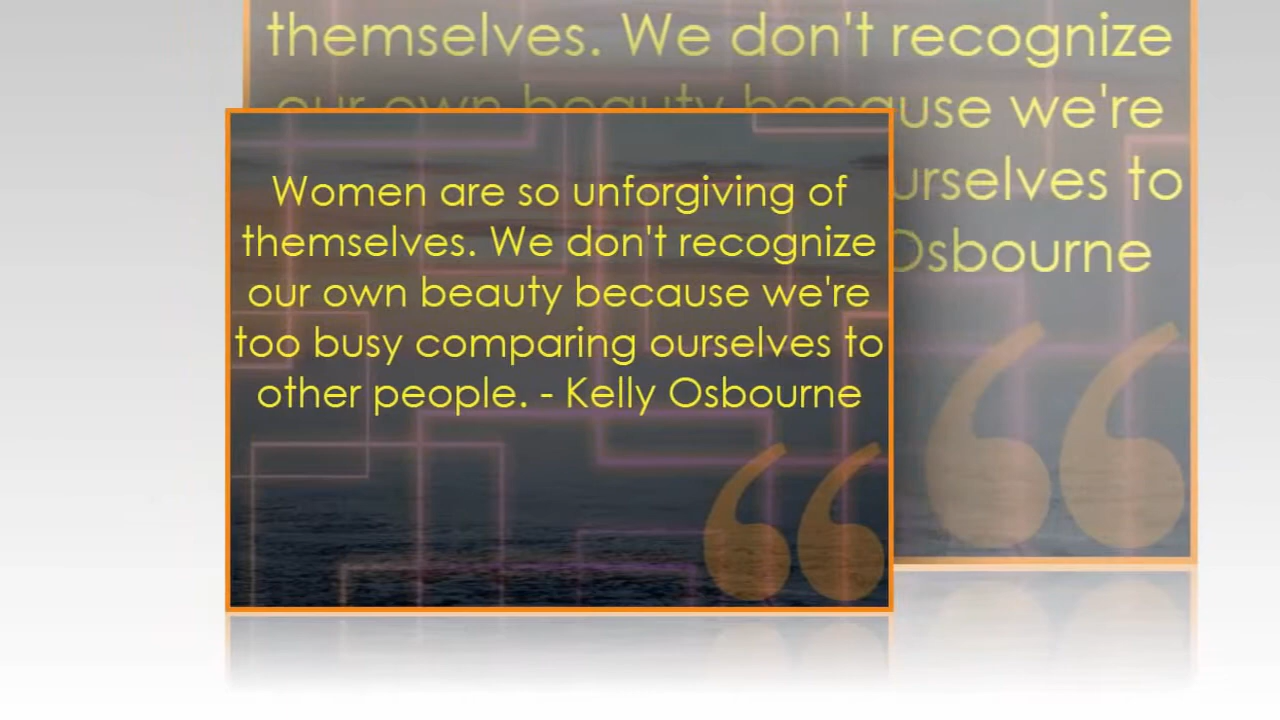 themselves. We don't recognize
our own beauty because we're
urselves to
Osbourne
Women are so unforgiving of
themselves. We don't recognize
our own beauty because we're
too busy comparing ourselves to
other people. - Kelly Osbourne